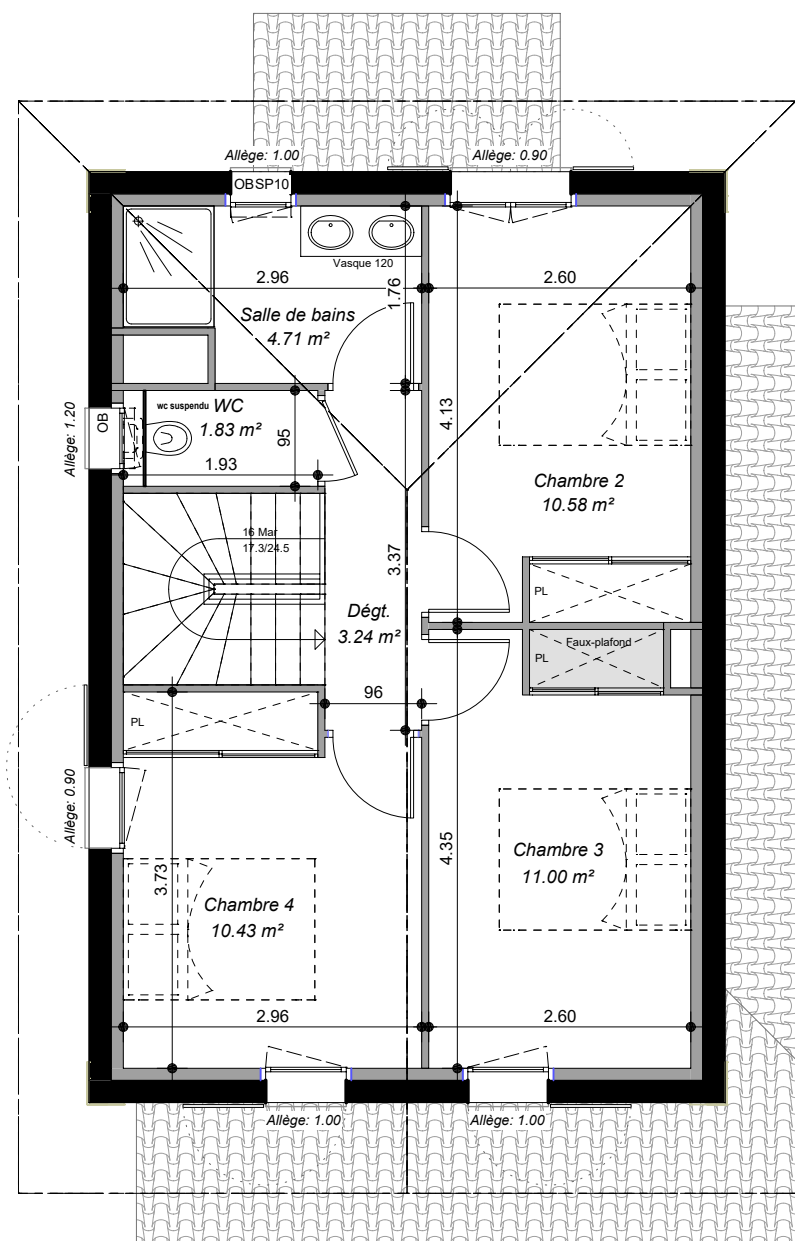 Allège: 1.00
Allège: 0.90
OBSP10
Vasque 120
2.96
1.76
2.60
Salle de bains
4.71 m²
Allège: 1.20
OB
wc suspendu
WC
1.83 m²
95
1.93
4.13
Chambre 2
10.58 m²
16 Mar
17.3/24.5
3.37
PL
Dégt.
3.24 m²
Faux-plafond
PL
96
PL
Allège: 0.90
3.73
4.35
Chambre 3
11.00 m²
Chambre 4
10.43 m²
2.96
2.60
Allège: 1.00
Allège: 1.00